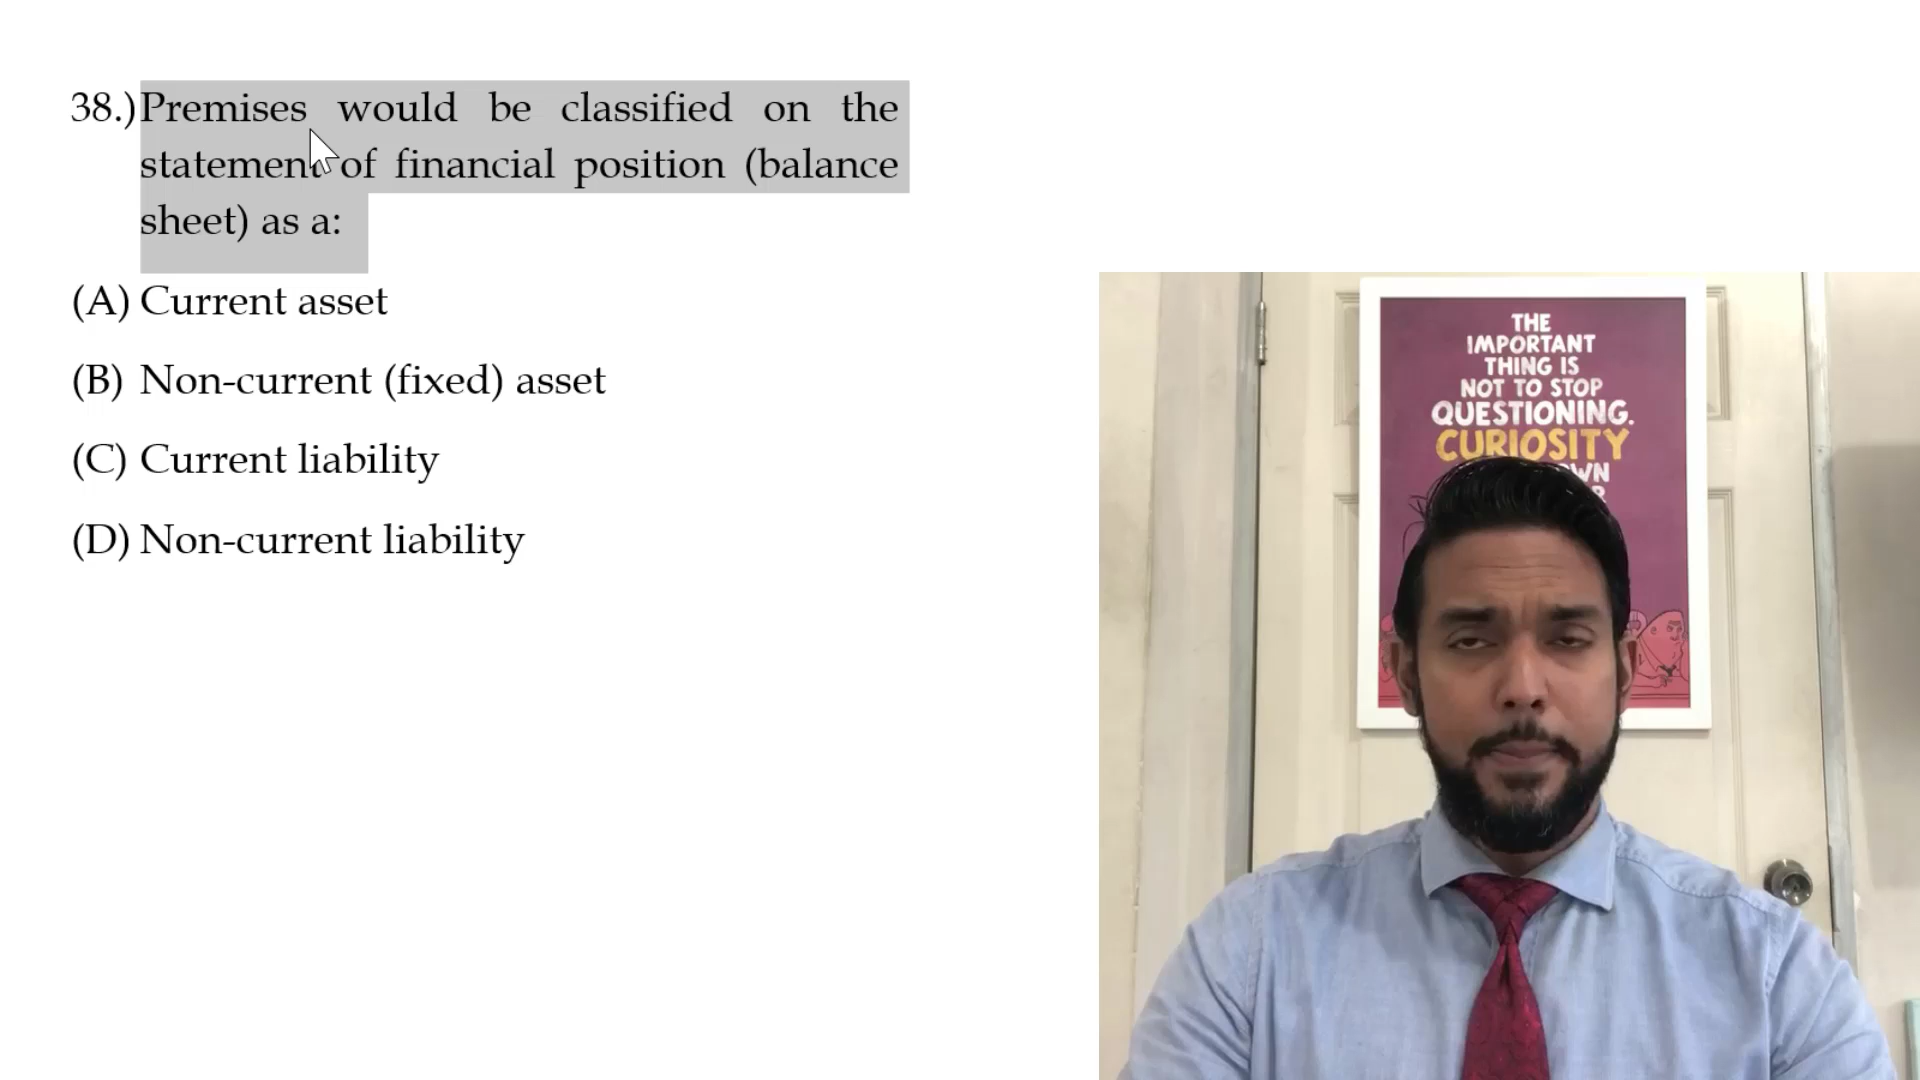 38.) Premises would be classified on the
statement of financial position (balance
sheet) as a:
(A) Current asset
(B) Non-current (fixed) asset
(C) Current liability
(D) Non-current liability
THE
IMPORTANT
THING IS
NOT TO STOP
QUESTIONING.
CURIOSITY